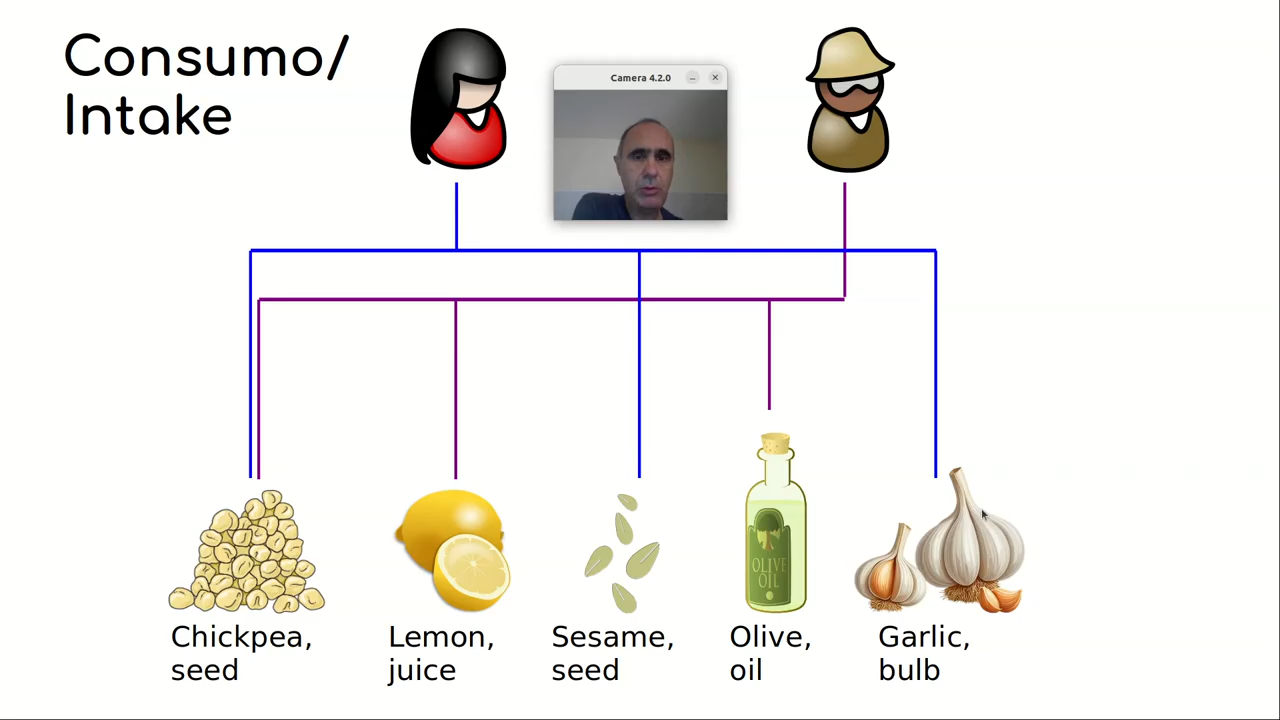 Consumo/
Intake
Camera 4.2.0
OLIVE
OIL
Chickpea,
seed
Lemon,
juice
Sesame,
seed
Olive,
oil
Garlic,
bulb